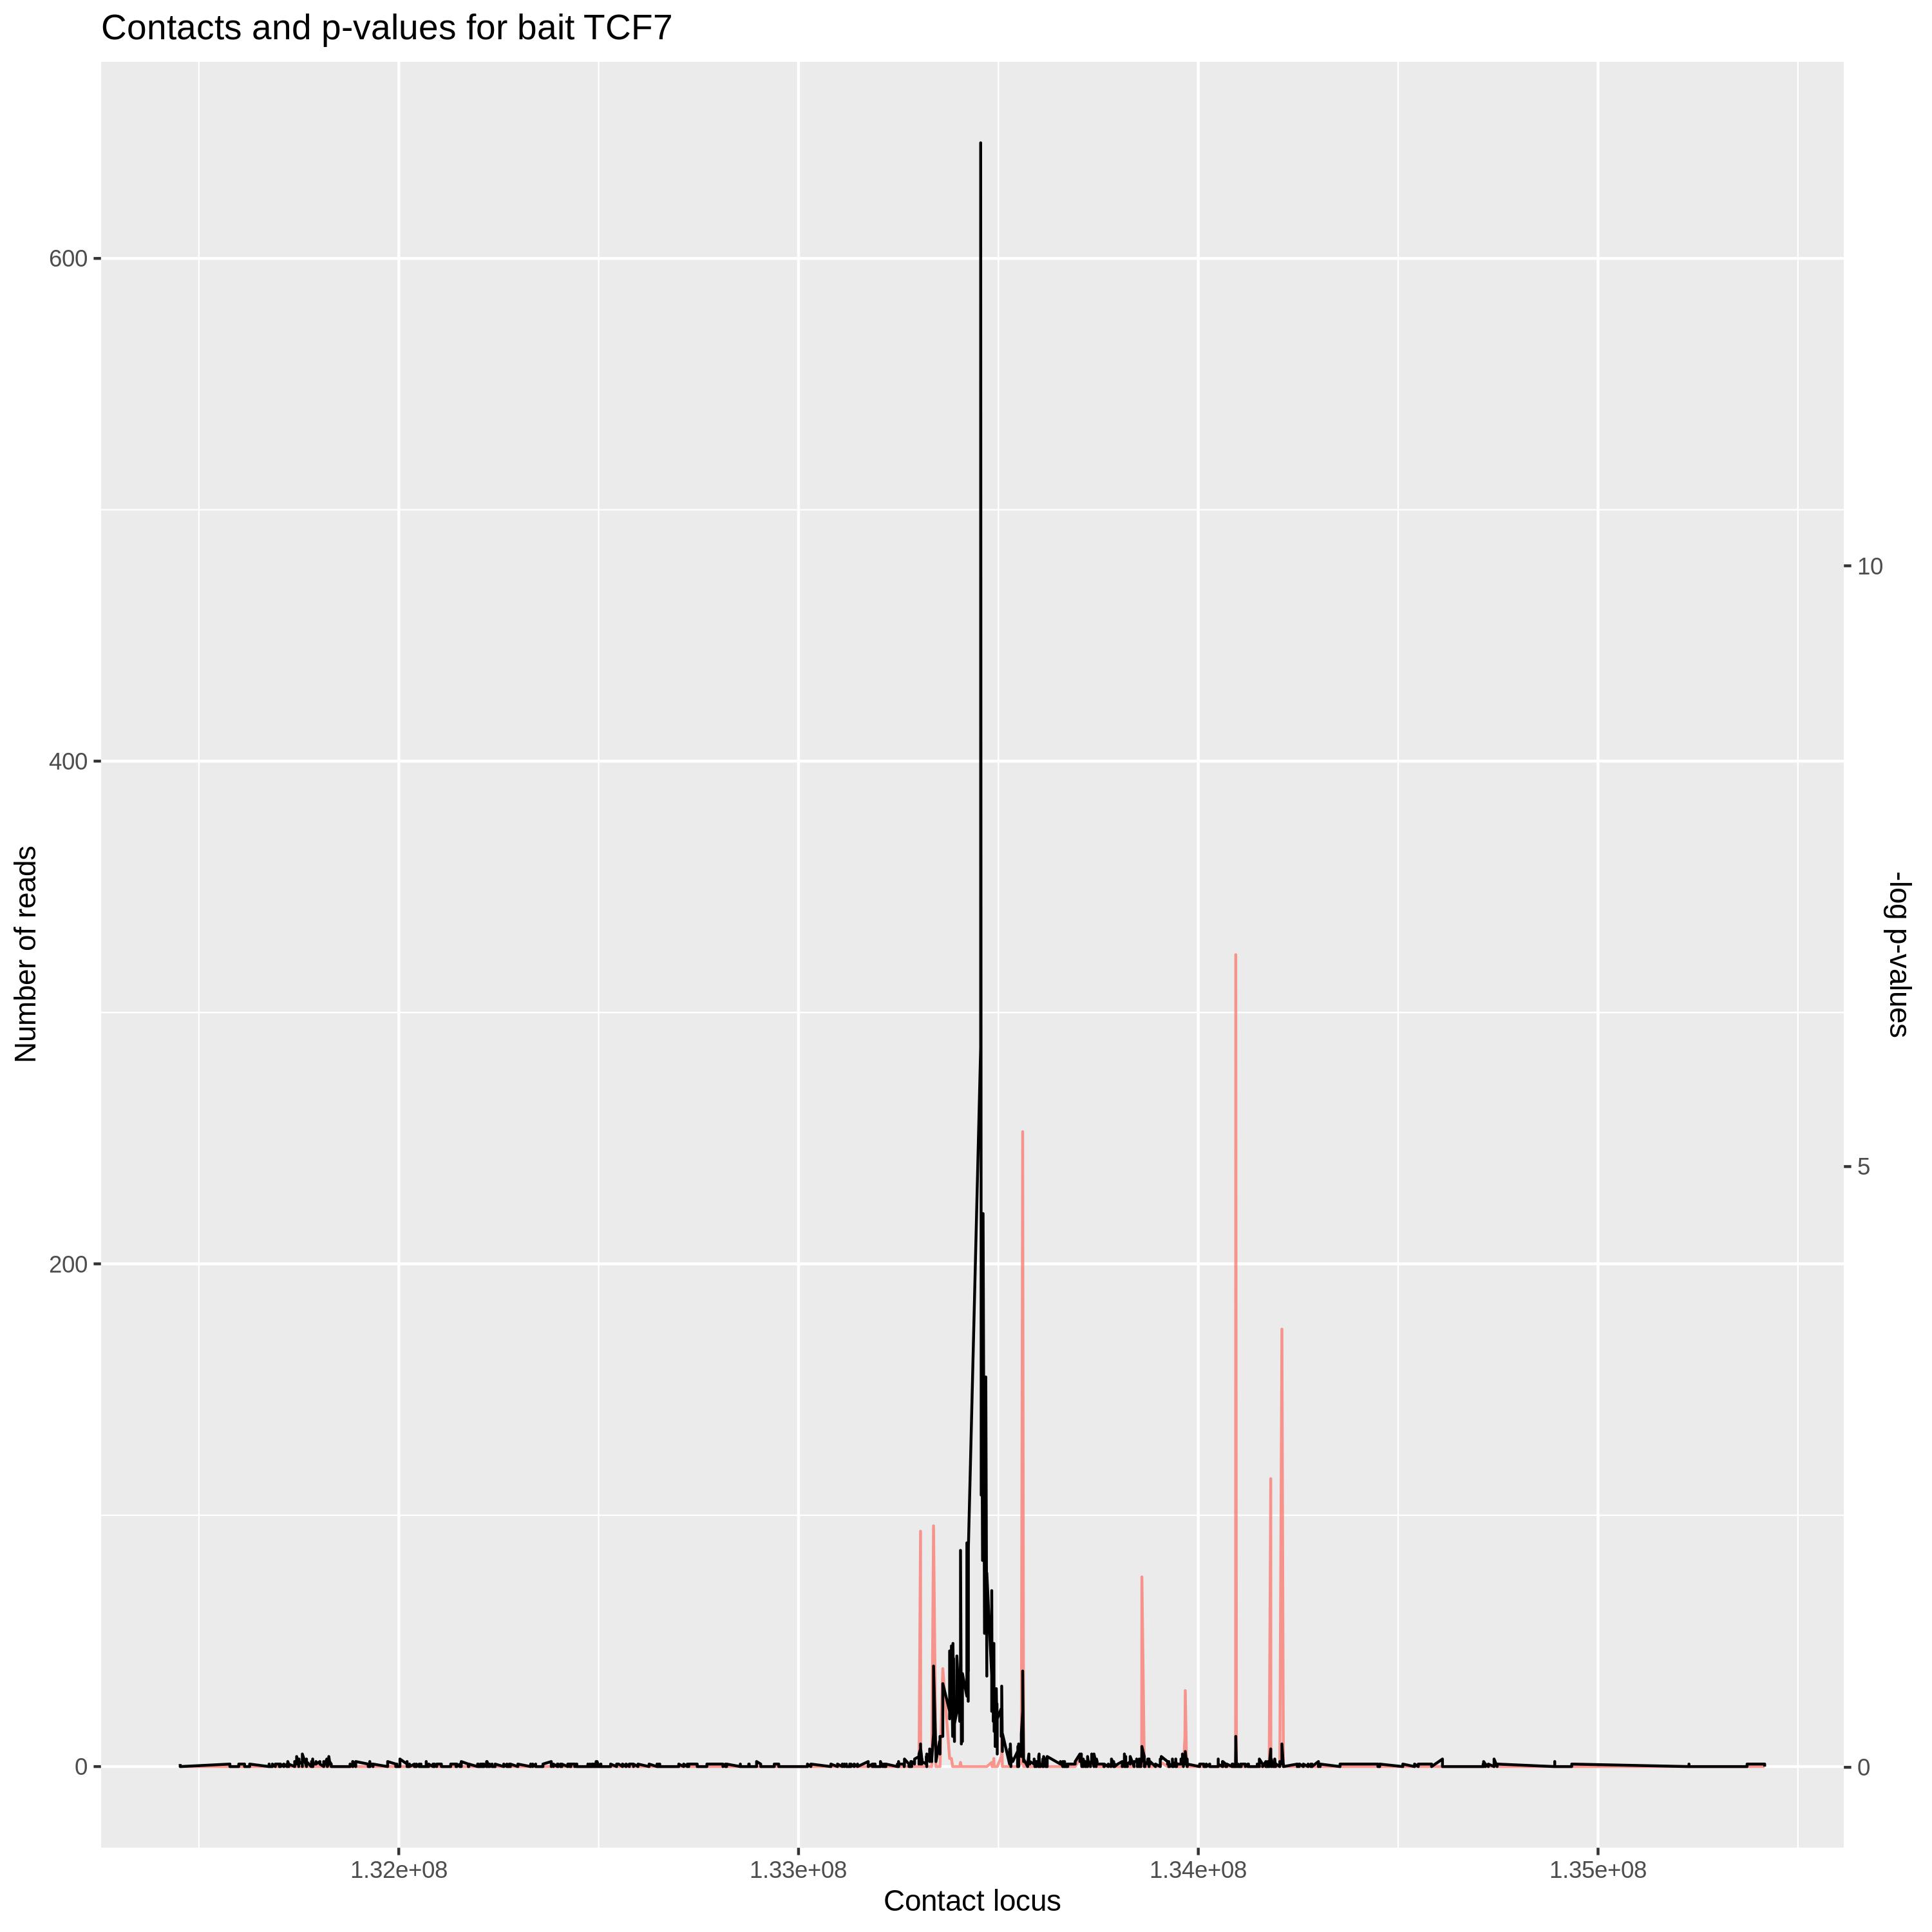 Contacts and p-values for bait TCF7
600
400
200
0
Number of reads
10
5
0
-log p-values
1.32e+08
1.33e+08
1.34e+08
1.35e+08
Contact locus